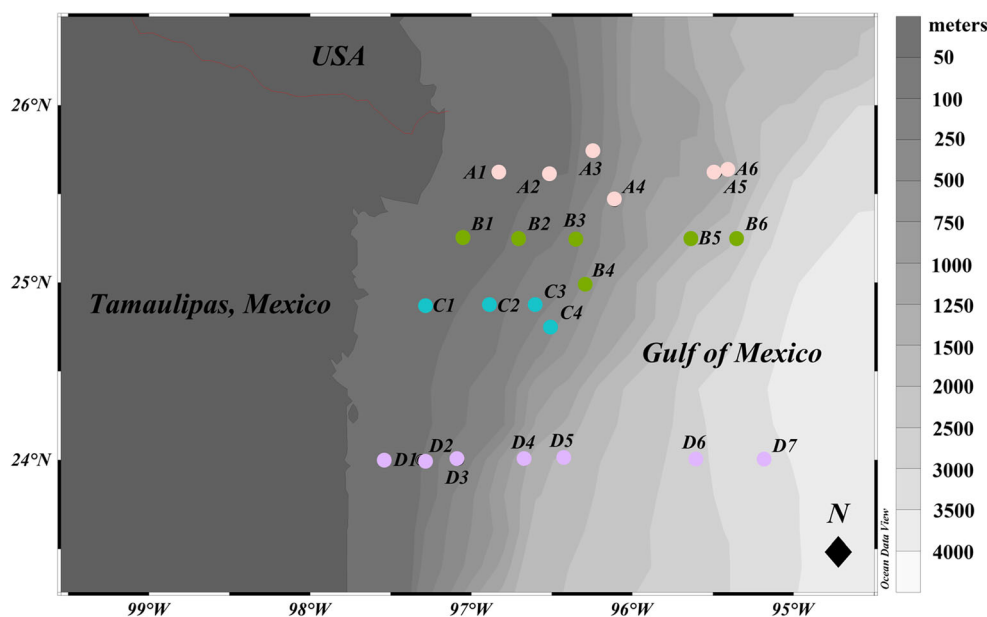 meters
USA
50
26°N
100
250
A3
A1
A2
A6
A5
500
A4
750
B1
B2
B3
B5
B6
1000
25°N
B4
Tamaulipas, Mexico
C1
C2
C3
1250
C4
Gulf of Mexico
1500
2000
2500
24°N
D1
D2
D3
D4
D5
D6
D7
3000
3500
N
4000
Ocean Data View
99°W
98°W
97°W
96°W
95°W